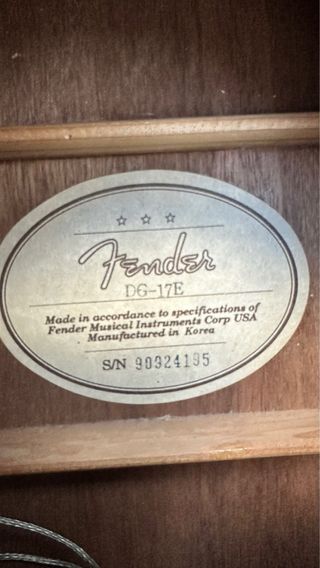 Fender
DG-17E
Made in accordance to specifications of
Fender Musical Instruments Corp USA
Manufactured in Korea
S/N 90324195